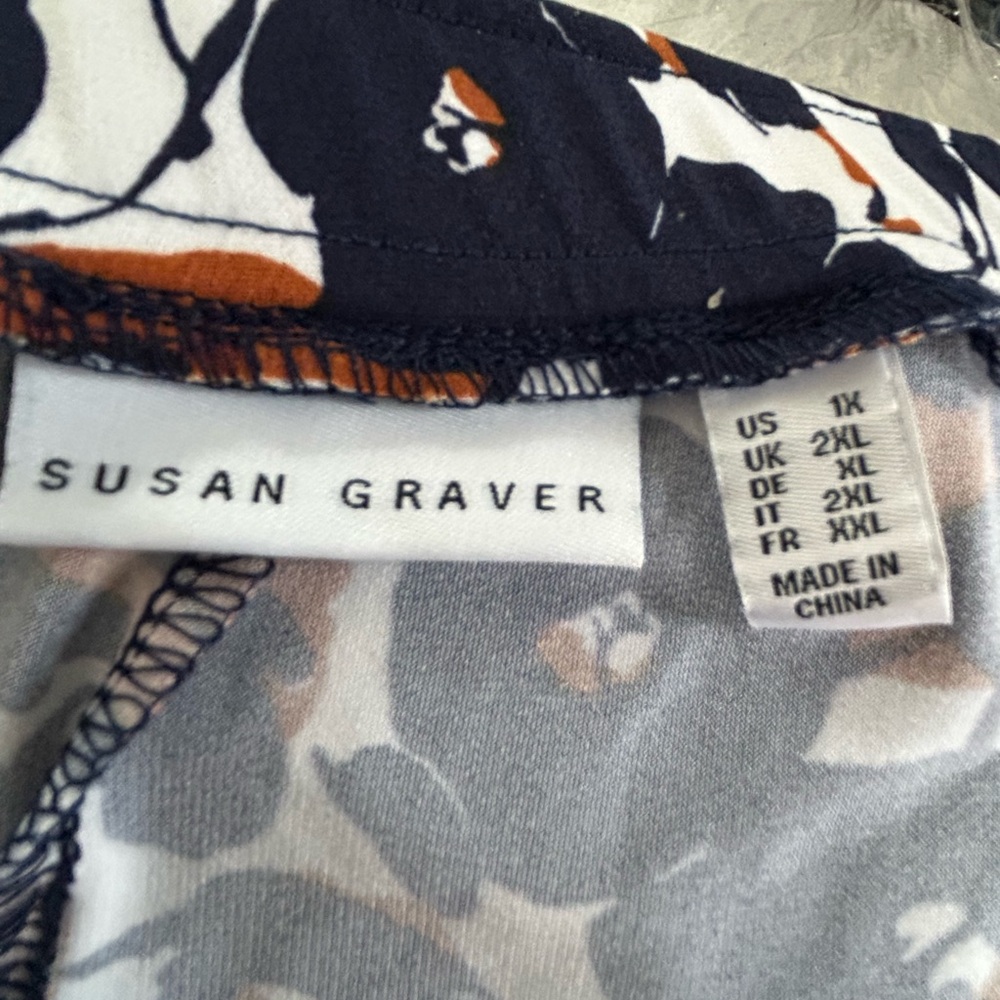 SUSAN GRAVER
US 1X
UK 2XL
DE XL
IT 2XL
FR XXL
MADE IN
CHINA